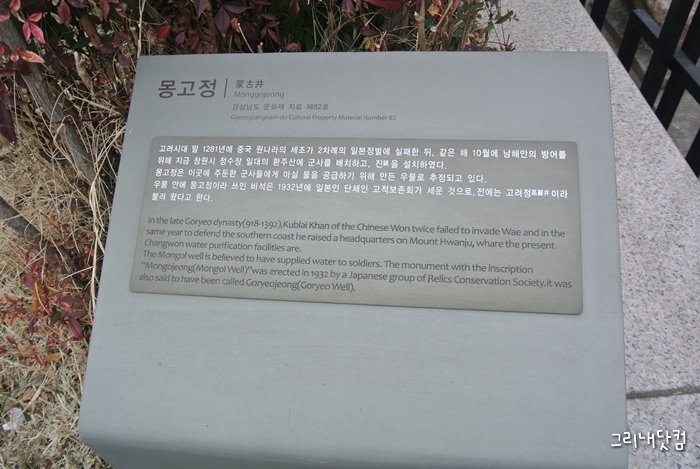 몽고정 | 蒙古井
Monggojeong
경상남도 문화재 자료 제82호
Gyeongsangnam do Cultural Property Material Number 82
고려시대 말 1281년에 중국 원나라의 세조가 2차례의 일본정벌에 실패한 뒤, 같은 해 10월에 남해안의 방어를
위해 지금 창원시 정수장 일대의 환주산에 군사를 배치하고, 진鎭을 설치하였다.
몽고정은 이곳에 주둔한 군사들에게 마실 물을 공급하기 위해 만든 우물로 추정되고 있다.
우물 안에 몽고정이라 쓰인 비석은 1932년에 일본인 단체인 고적보존회가 세운 것으로, 전에는 고려정高麗井이라
불려 왔다고 한다.
In the late Goryeo dynasty(918-1392),Kublai Khan of the Chinese Won twice failed to invade Wae and in the
same year to defend the southern coast he raised a headquarters on Mount Hwanju, whare the present
Changwon water purification facilities are.
The Mongol well is believed to have supplied water to soldiers. The monument with the inscription
"Mongojeong(Mongol Well)"was erected in 1932 by a Japanese group of Relics Conservation Society.it was
also said to have been called Goryeojeong(Goryeo Well).
그리내닷컴